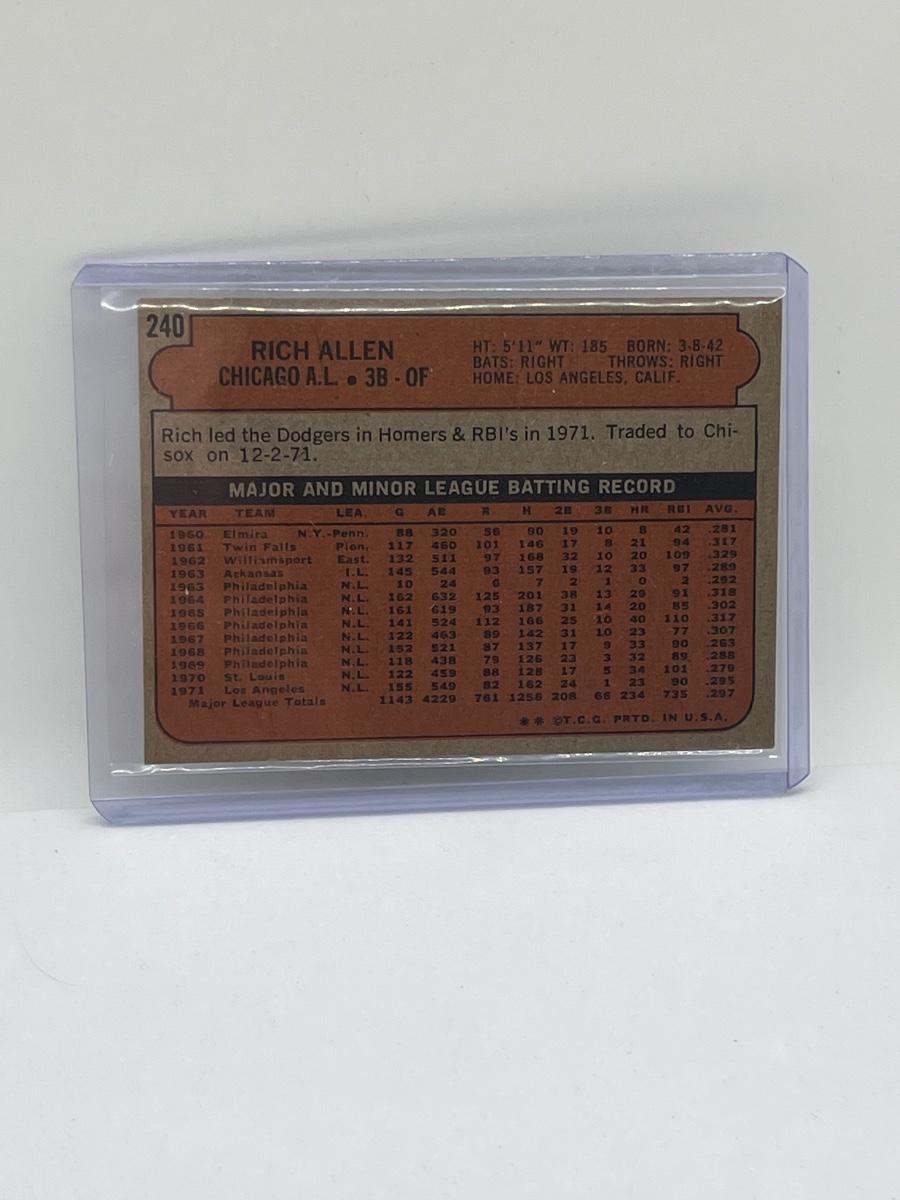 240
RICH ALLEN
CHICAGO A.L. • 3B - OF
HT: 5'11" WT: 185 BORN: 3-8-42
BATS: RIGHT THROWS: RIGHT
HOME: LOS ANGELES, CALIF.
Rich led the Dodgers in Homers & RBI's in 1971. Traded to Chi-
sox on 12-2-71.
MAJOR AND MINOR LEAGUE BATTING RECORD
YEAR TEAM LEA. G AB R H 2B 3B HR RBI AVG.
1960 Elmira N.Y.-Penn. 88 320 56 90 19 10 8 42 .281
1961 Twin Falls Pion. 117 460 101 146 17 8 21 94 .317
1962 Williamsport East. 132 511 97 168 32 10 20 109 .329
1963 Arkansas I.L. 145 544 93 157 19 12 33 97 .289
1963 Philadelphia N.L. 10 24 6 7 2 1 0 2 .292
1964 Philadelphia N.L. 162 632 125 201 38 13 29 91 .318
1965 Philadelphia N.L. 161 619 93 187 31 14 20 85 .302
1966 Philadelphia N.L. 141 524 112 166 25 10 40 110 .317
1967 Philadelphia N.L. 122 463 89 142 31 10 23 77 .307
1968 Philadelphia N.L. 152 521 87 137 17 9 33 90 .263
1969 Philadelphia N.L. 118 438 79 126 23 3 32 89 .288
1970 St. Louis N.L. 122 459 88 128 17 5 34 101 .279
1971 Los Angeles N.L. 155 549 82 162 24 1 23 90 .295
Major League Totals 1143 4229 761 1256 208 66 234 735 .297
** ©T.C.G. PRTD. IN U.S.A.